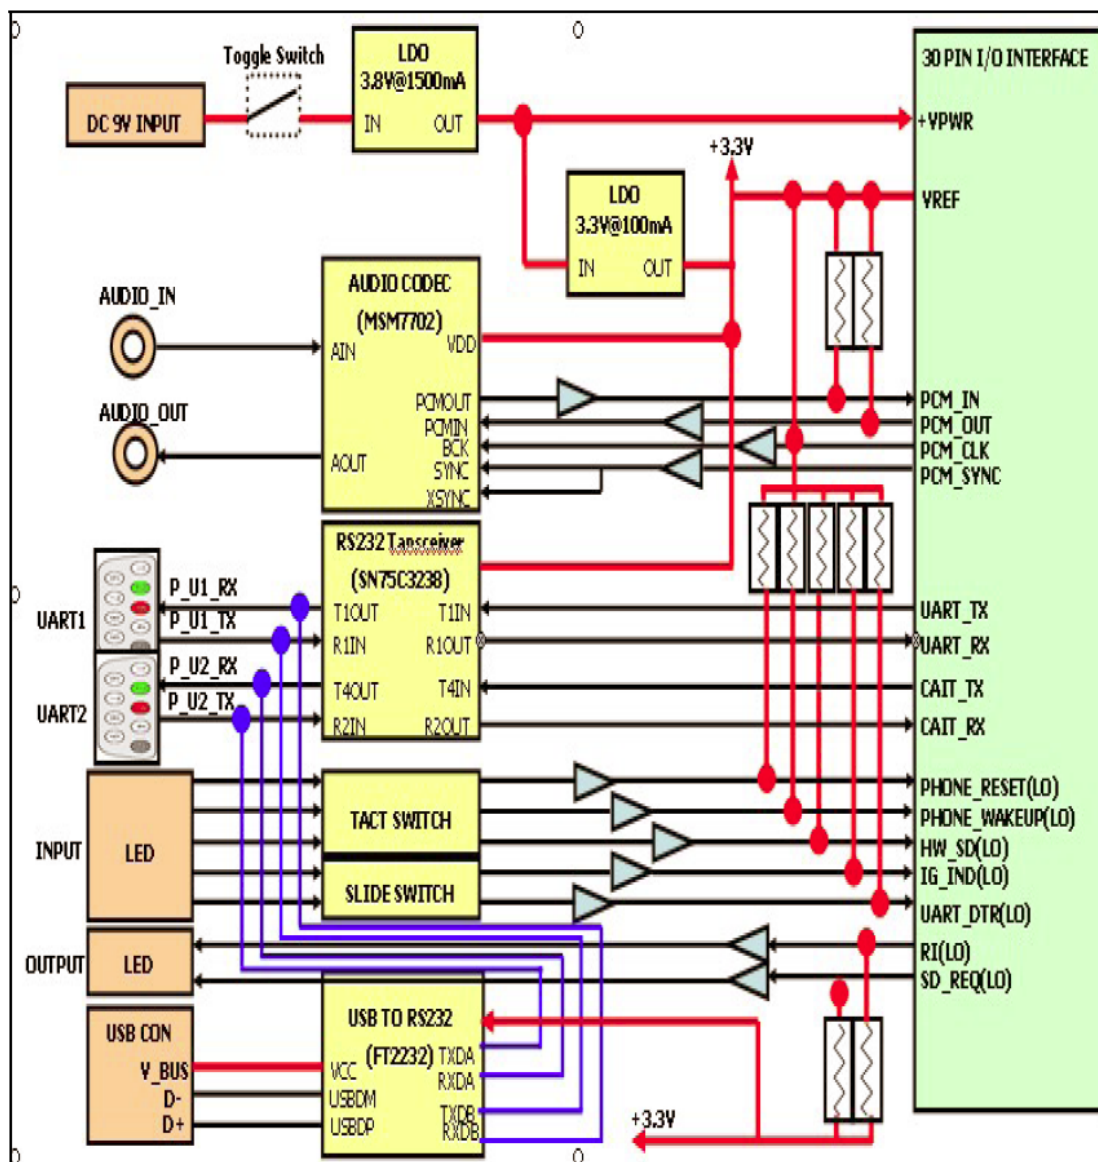 Toggle Switch
LDO
3.8V@1500mA
IN OUT
DC 9V INPUT
30 PIN I/O INTERFACE
+VPWR
+3.3V
VREF
LDO
3.3V@100mA
IN OUT
AUDIO_IN
AUDIO_OUT
AUDIO CODEC
(MSM7702)
VDD
AIN
PCMOUT
PCMIN
BCK
AOUT
SYNC
XSYNC
PCM_IN
PCM_OUT
PCM_CLK
PCM_SYNC
RS232 Tansceiver
(SN75C3238)
T1OUT T1IN
R1IN R1OUT
T4OUT T4IN
R2IN R2OUT
UART1
P_U1_RX
P_U1_TX
UART2
P_U2_RX
P_U2_TX
UART_TX
UART_RX
CAIT_TX
CAIT_RX
INPUT
LED
TACT SWITCH
SLIDE SWITCH
PHONE_RESET(LO)
PHONE_WAKEUP(LO)
HW_SD(LO)
IG_IND(LO)
UART_DTR(LO)
RI(LO)
SD_REQ(LO)
OUTPUT
LED
USB CON
V_BUS
D-
D+
USB TO RS232
(FT2232)
TXDA
VCC
RXDA
USBDM
TXDB
USBDP
RXDB
+3.3V